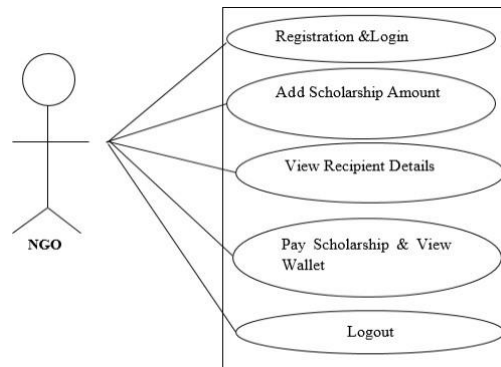 Registration &Login
Add Scholarship Amount
View Recipient Details
NGO
Pay Scholarship & View
Wallet
Logout